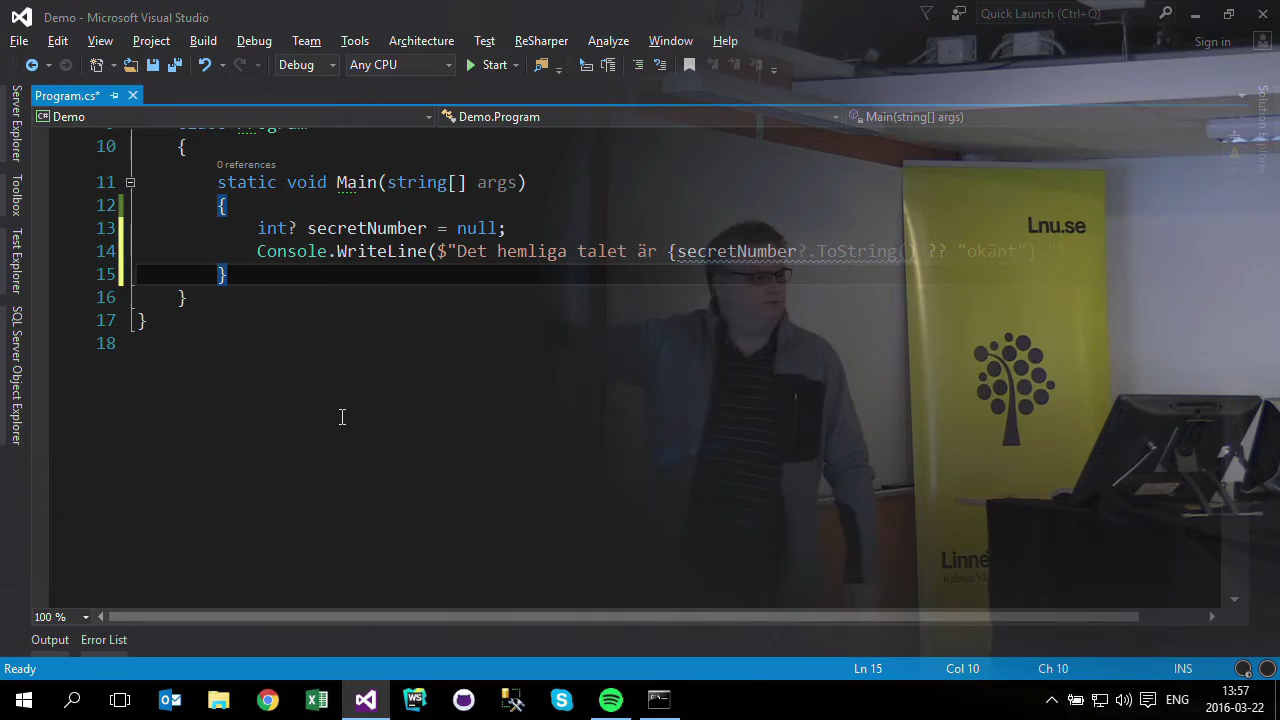 Demo - Microsoft Visual Studio
Quick Launch (Ctrl+Q)
File Edit View Project Build Debug Team Tools Architecture Test ReSharper Analyze Window Help
Sign in
Debug Any CPU Start
Program.cs*
Demo Demo.Program Main(string[] args)
Server Explorer
Toolbox
Test Explorer
SQL Server Object Explorer
Solution Explorer
10 {
0 references
11 static void Main(string[] args)
12 {
13 int? secretNumber = null;
14 Console.WriteLine($"Det hemliga talet är {secretNumber?.ToString() ?? "okänt"}."
15 }
16 }
17 }
18
Lnu.se
100 %
Output Error List
Ready Ln 15 Col 10 Ch 10 INS
ENG
13:57
2016-03-22